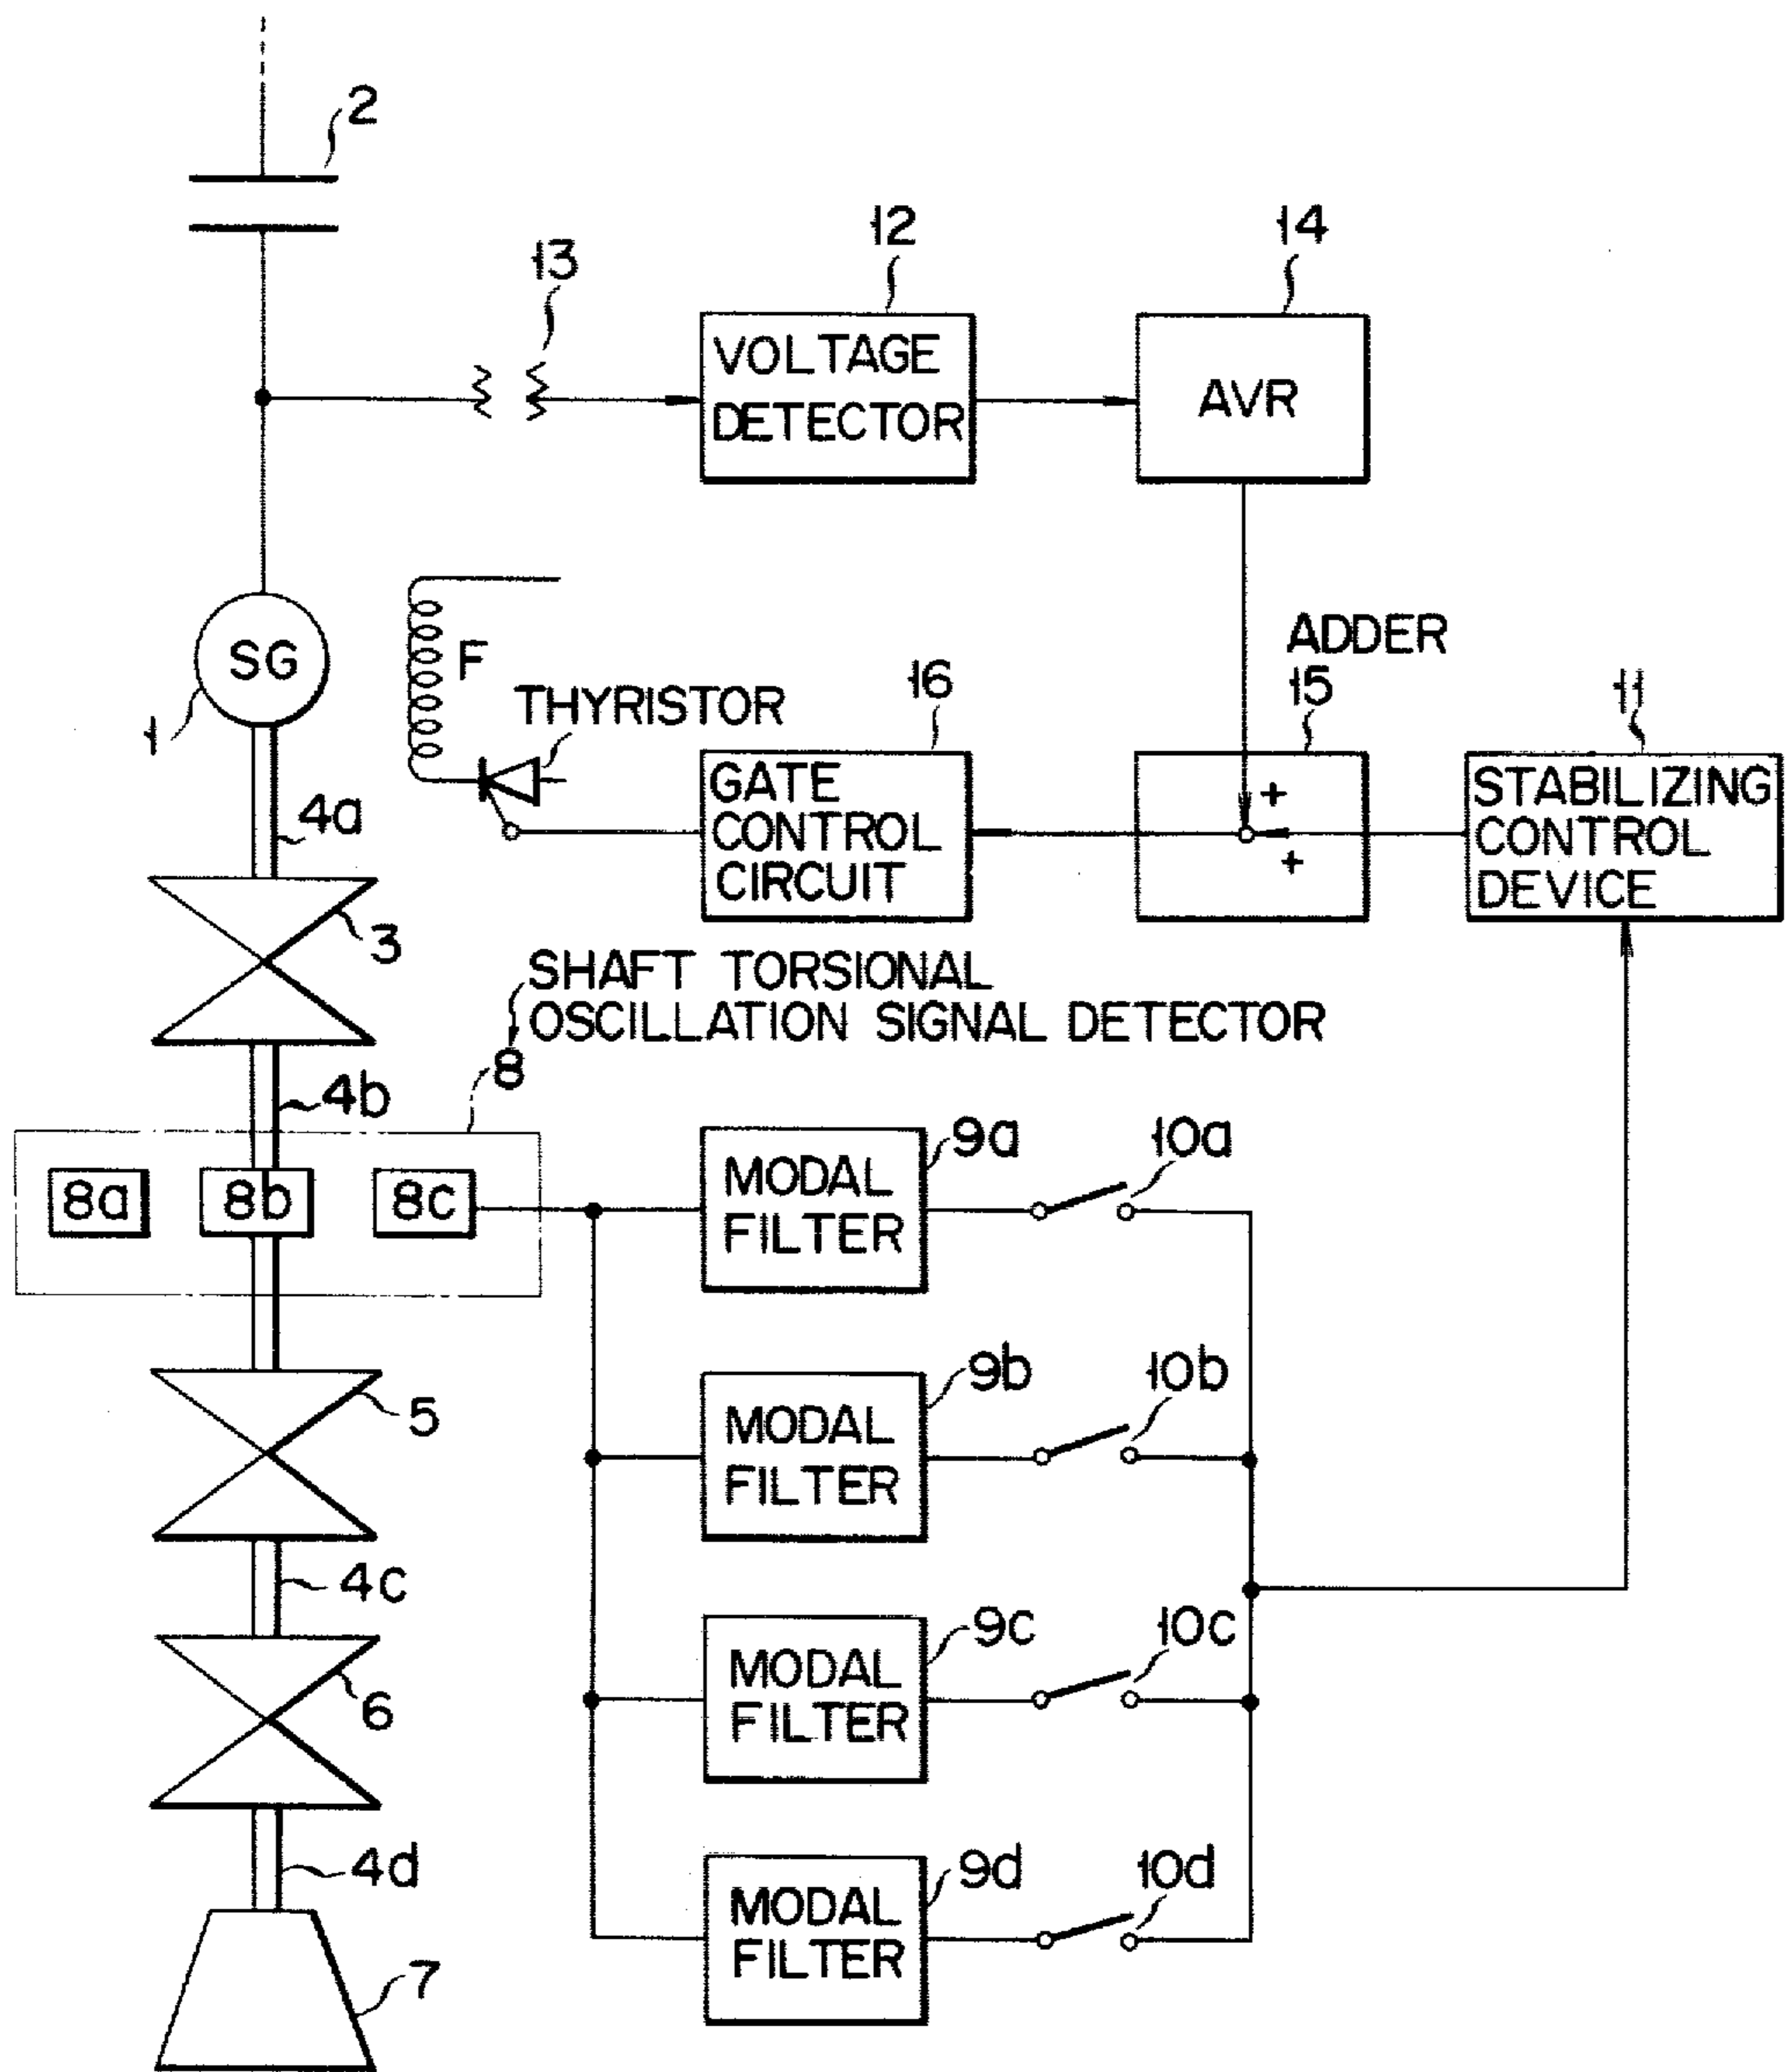 2
13
12
14
VOLTAGE
DETECTOR
AVR
SG
1
F
THYRISTOR
16
ADDER
15
11
GATE
CONTROL
CIRCUIT
+
+
STABILIZING
CONTROL
DEVICE
4a
3
SHAFT TORSIONAL
OSCILLATION SIGNAL DETECTOR
8
4b
8a
8b
8c
MODAL
FILTER
9a
10a
MODAL
FILTER
9b
10b
5
4c
MODAL
FILTER
9c
10c
6
4d
MODAL
FILTER
9d
10d
7